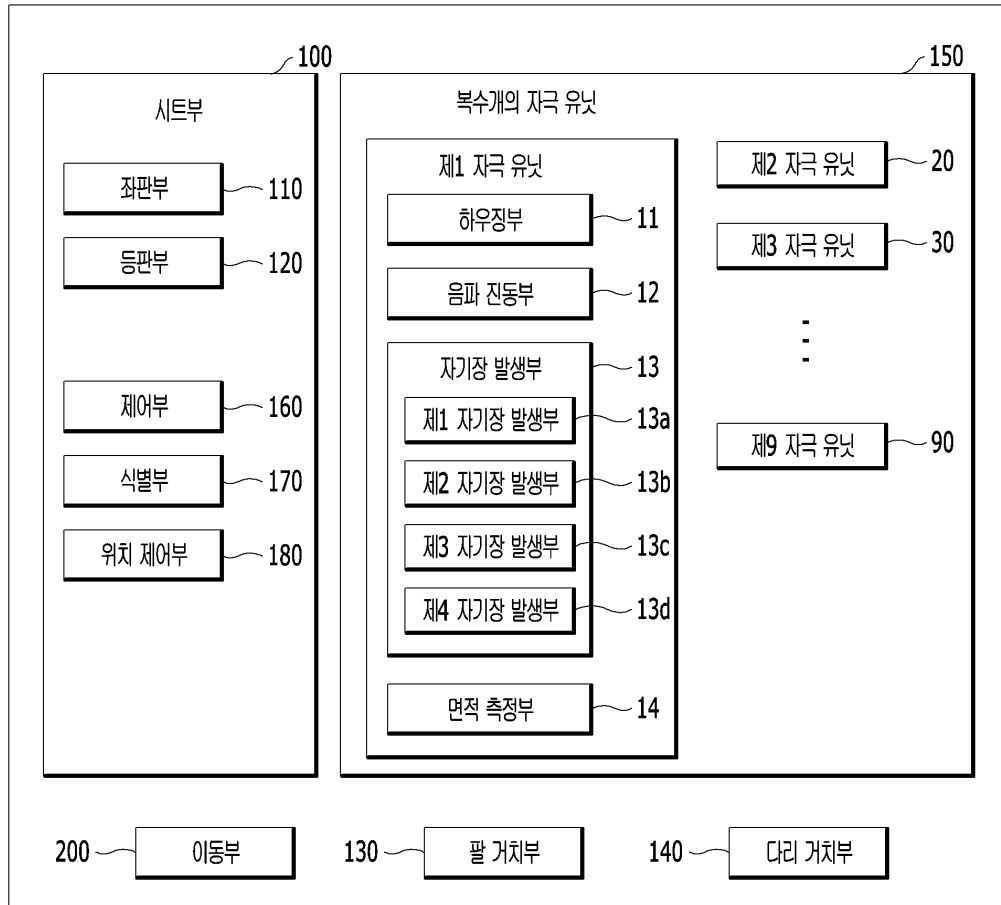 100
시트부
좌판부
110
등판부
120
제어부
160
식별부
170
위치 제어부
180
150
복수개의 자극 유닛
제1 자극 유닛
하우징부
11
음파 진동부
12
자기장 발생부
13
제1 자기장 발생부
13a
제2 자기장 발생부
13b
제3 자기장 발생부
13c
제4 자기장 발생부
13d
면적 측정부
14
제2 자극 유닛
20
제3 자극 유닛
30
제9 자극 유닛
90
200
이동부
130
팔 거치부
140
다리 거치부